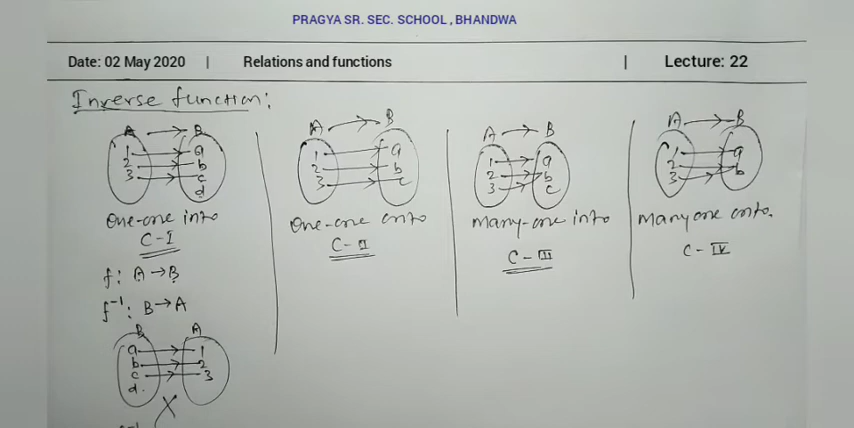 PRAGYA SR. SEC. SCHOOL , BHANDWA
Date: 02 May 2020 | Relations and functions | Lecture: 22
Inverse function:
A → B
1 a
2 b
3 c
d
One-one into
C-I
f: A → B
f⁻¹: B → A
B A
a 1
b 2
c 3
d.
A → B
1 a
2 b
3 c
One-one onto
C-II
A → B
1 a
2 b
3 c
Many-one into
C-III
A → B
1 a
2 b
3
Many one onto.
C-IV